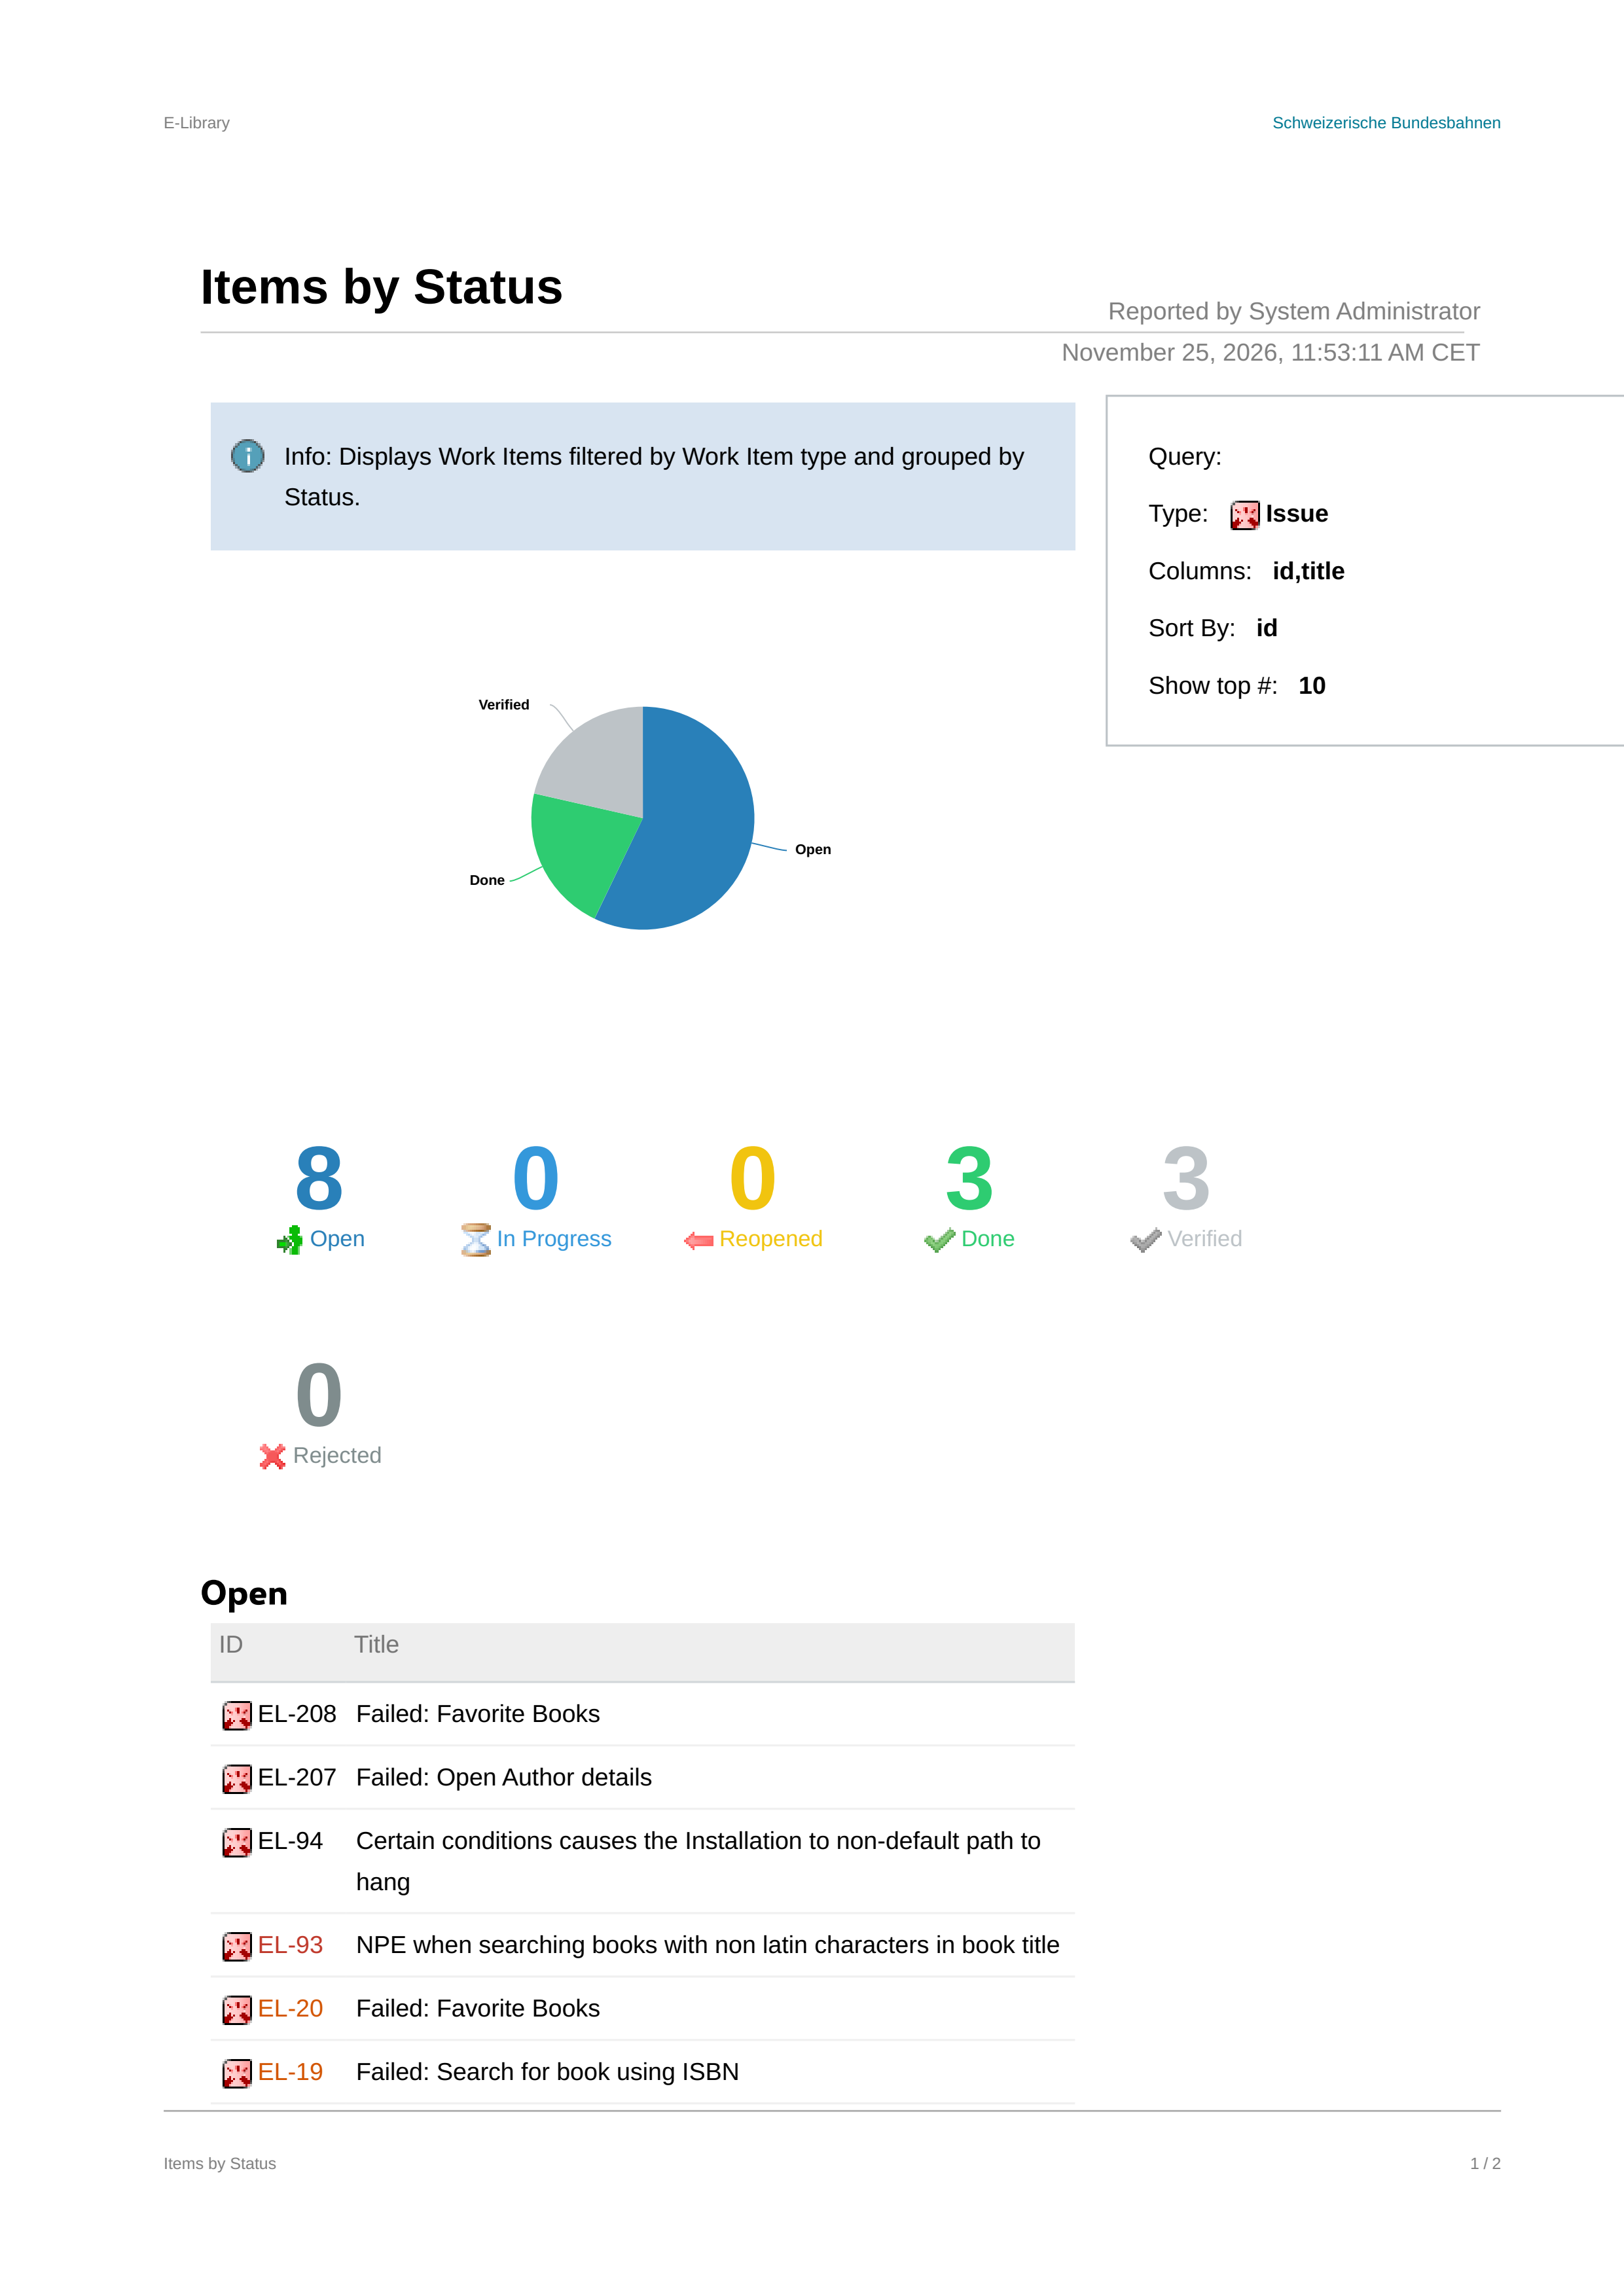 E-Library
Schweizerische Bundesbahnen
Items by Status
Reported by System Administrator
November 25, 2026, 11:53:11 AM CET
Info: Displays Work Items filtered by Work Item type and grouped by
Status.
Query:
Type: Issue
Columns: id,title
Sort By: id
Show top #: 10
Verified
Open
Done
8 0 0 3 3
Open In Progress Reopened Done Verified
0
Rejected
Open
ID Title
EL-208 Failed: Favorite Books
EL-207 Failed: Open Author details
EL-94 Certain conditions causes the Installation to non-default path to
hang
EL-93 NPE when searching books with non latin characters in book title
EL-20 Failed: Favorite Books
EL-19 Failed: Search for book using ISBN
Items by Status
1 / 2